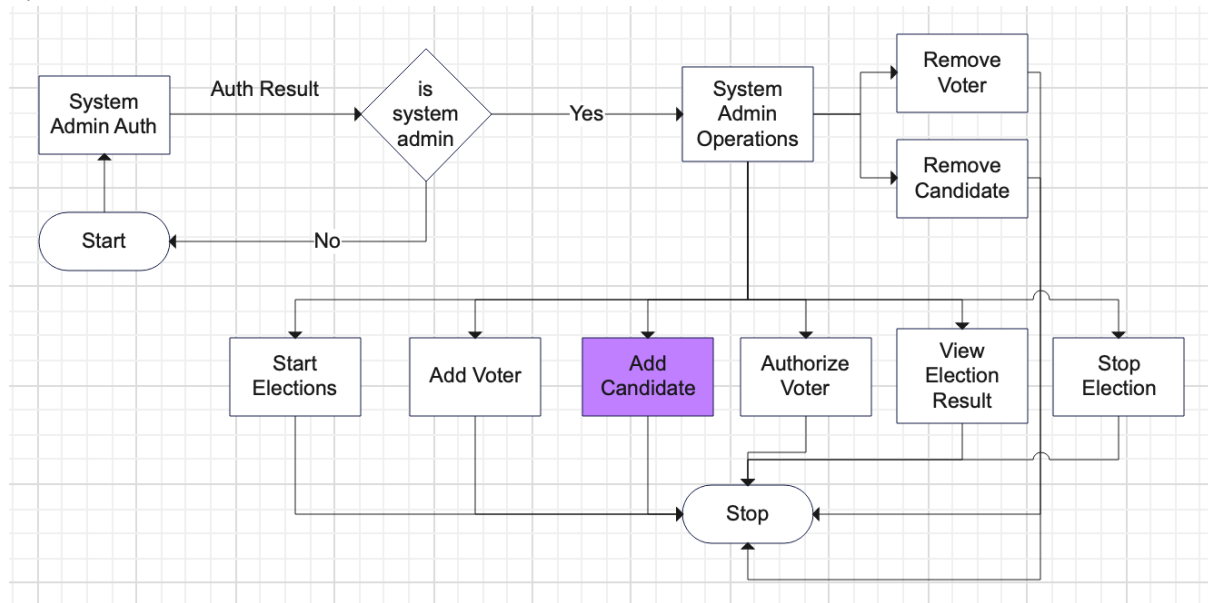 System
Admin Auth
Auth Result
is
system
admin
Yes
System
Admin
Operations
Remove
Voter
Remove
Candidate
Start
No
Start
Elections
Add Voter
Add
Candidate
Authorize
Voter
View
Election
Result
Stop
Election
Stop